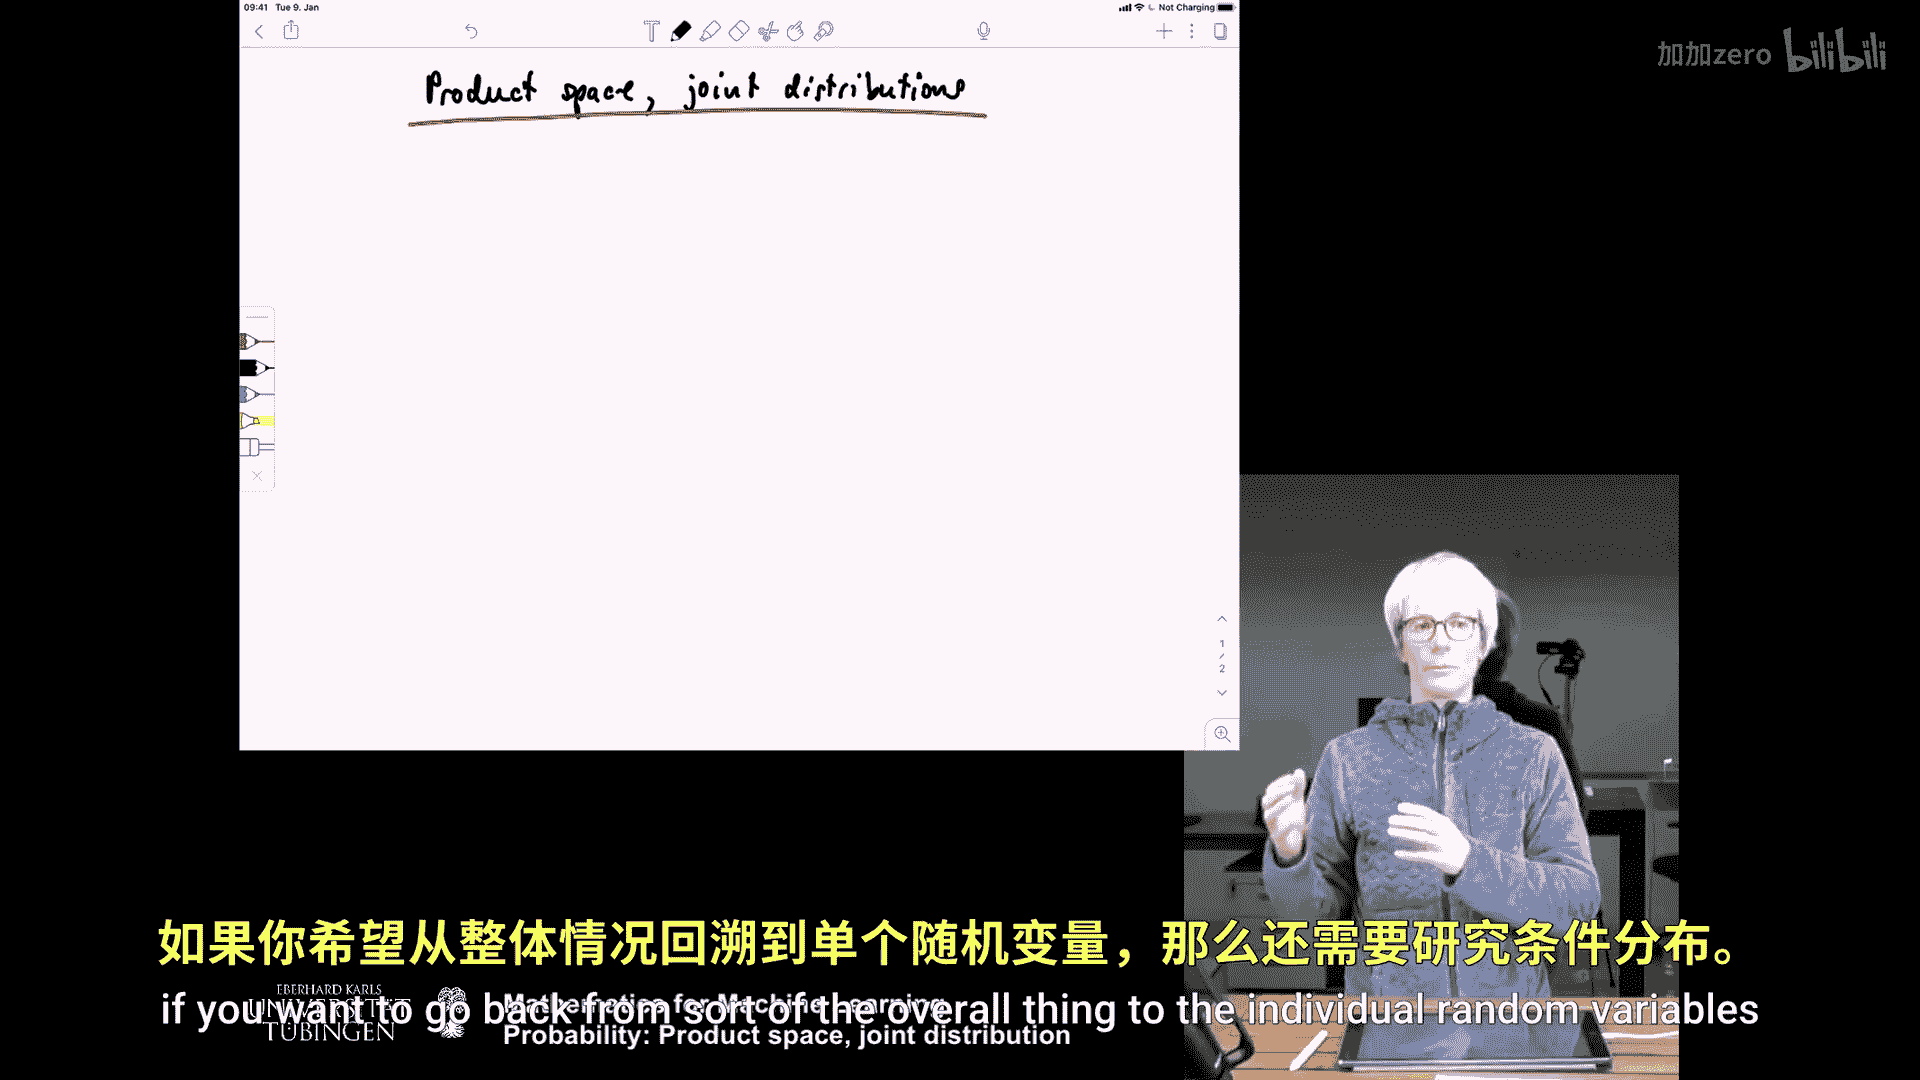 09:41 Tue 9. Jan
Not Charging
加加zero bilibili
Product space, joint distributions
1
/
2
如果你希望从整体情况回溯到单个随机变量，那么还需要研究条件分布。
if you want to go back from sort of the overall thing to the individual random variables
EBERHARD KARLS
UNIVERSITÄT
TÜBINGEN
Mathematics for Machine Learning
Probability: Product space, joint distribution